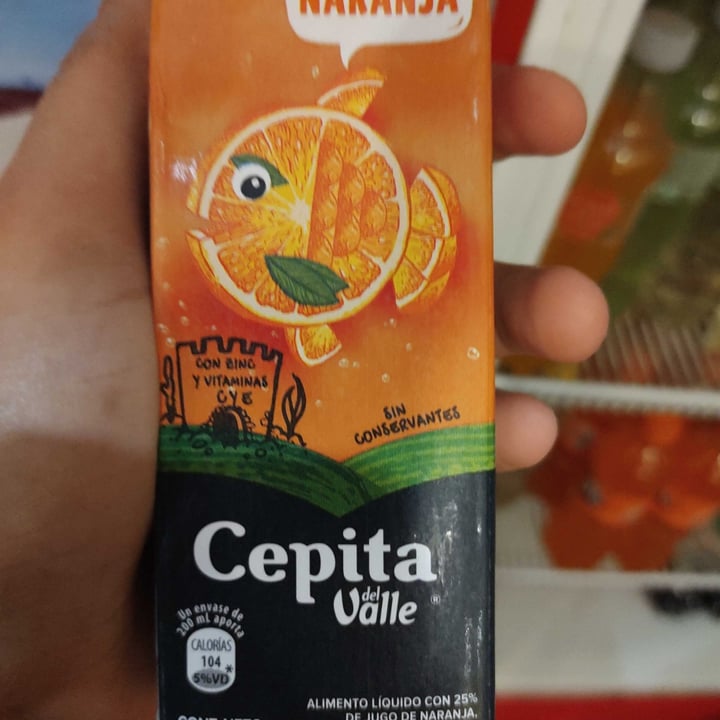 NARANJA
CON ZINC
Y VITAMINAS
C Y E
SIN
CONSERVANTES
Cepita
del
Valle
®
Un envase de
200 mL aporta
CALORÍAS
104
5%VD*
ALIMENTO LÍQUIDO CON 25%
DE JUGO DE NARANJA.